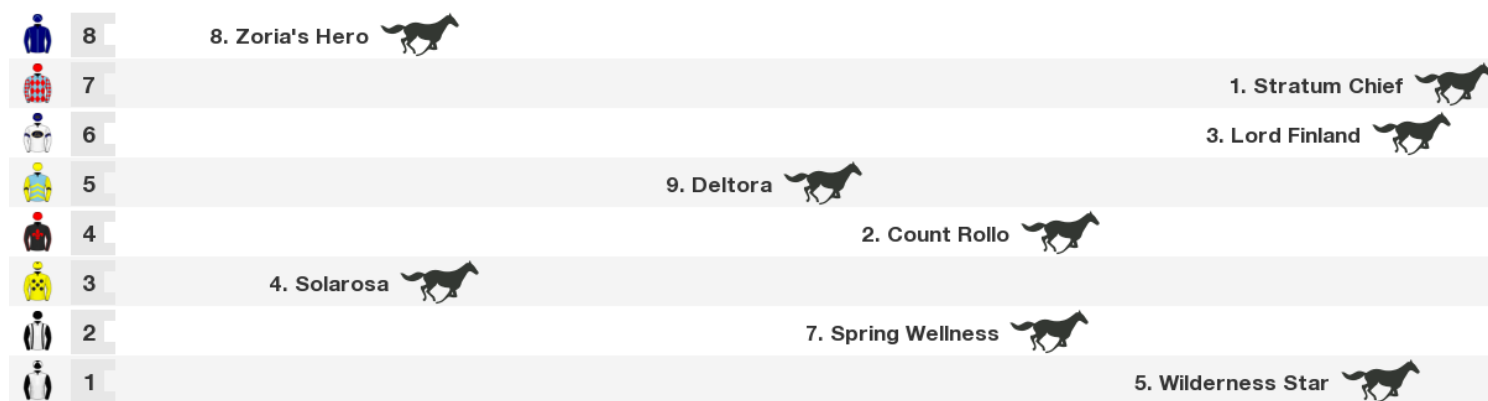 8 8. Zoria's Hero
7 1. Stratum Chief
6 3. Lord Finland
5 9. Deltora
4 2. Count Rollo
3 4. Solarosa
2 7. Spring Wellness
1 5. Wilderness Star